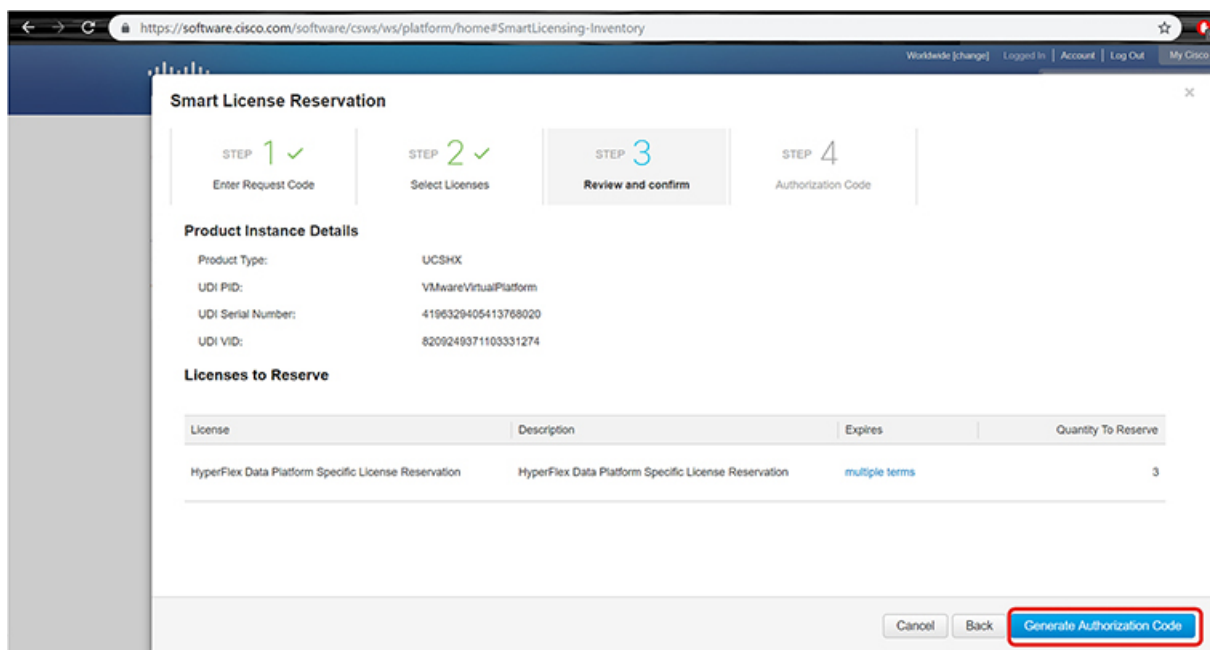 https://software.cisco.com/software/csws/ws/platform/home#SmartLicensing-Inventory
Worldwide [change] Logged In | Account | Log Out My Cisco
Smart License Reservation
STEP 1 STEP 2 STEP 3 STEP 4
Enter Request Code Select Licenses Review and confirm Authorization Code
Product Instance Details
Product Type: UCSHX
UDI PID: VMwareVirtualPlatform
UDI Serial Number: 4196329405413768020
UDI VID: 8209249371103331274
Licenses to Reserve
License Description Expires Quantity To Reserve
HyperFlex Data Platform Specific License Reservation HyperFlex Data Platform Specific License Reservation multiple terms 3
Cancel Back Generate Authorization Code